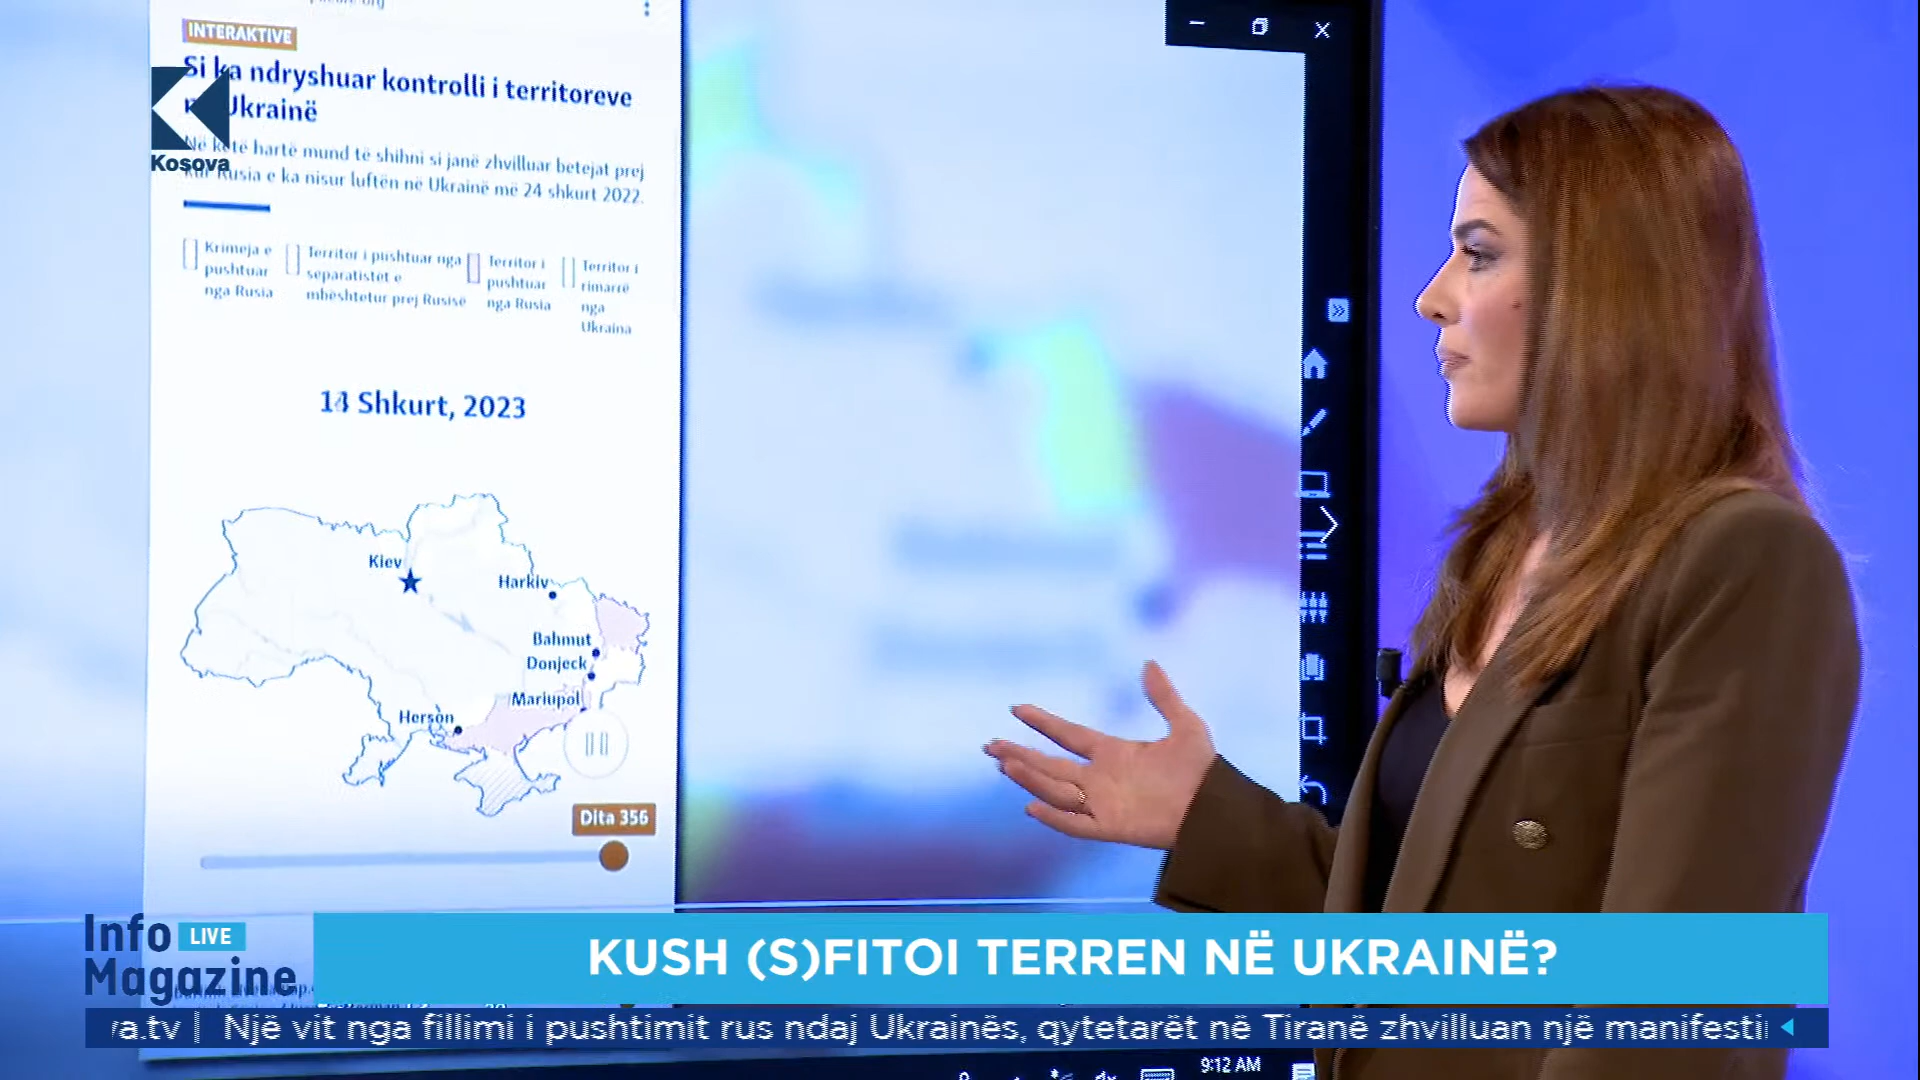 INTERAKTIVE
Si ka ndryshuar kontrolli i territoreve
Ukrainë
Në këtë hartë mund të shihni si janë zhvilluar betejat prej
kur Rusia e ka nisur luftën në Ukrainë më 24 shkurt 2022.
Kosova
Krimeja e
pushtuar
nga Rusia
Territor i pushtuar nga
separatistët e
mbështetur prej Rusisë
Territor i
pushtuar
nga Rusia
Territor i
rimarrë
nga
Ukraina
Shkurt, 2023
Kiev
Harkiv
Bahmut
Donjeck
Mariupol
Herson
Dita 356
Info LIVE
Magazine
KUSH (S)FITOI TERREN NË UKRAINË?
va.tv | Një vit nga fillimi i pushtimit rus ndaj Ukrainës, qytetarët në Tiranë zhvilluan një manifesti
9:12 AM